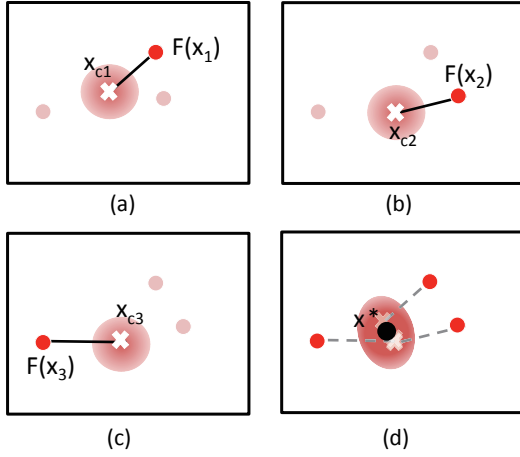 x_c1 F(x_1)
(a)
F(x_2)
x_c2
(b)
x_c3
F(x_3)
(c)
x*
(d)